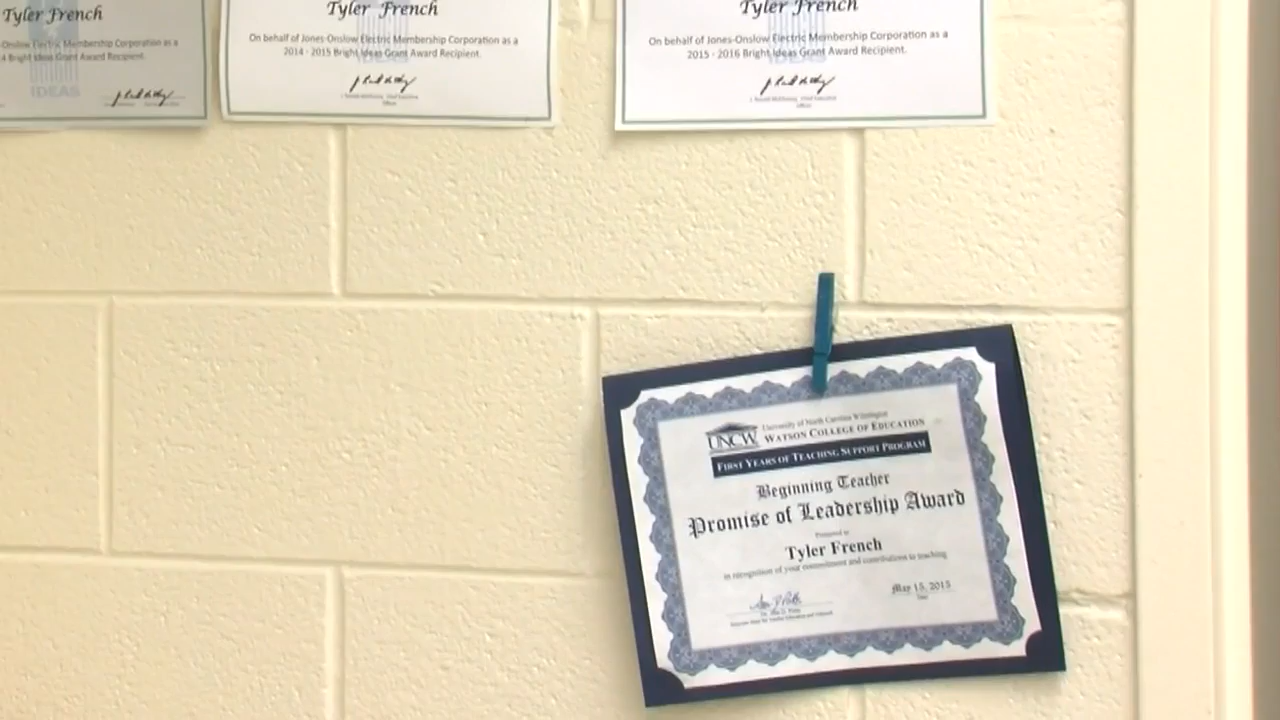 Tyler French
Onslow Electric Membership Corporation as a
4 Bright Ideas Grant Award Recipient.
IDEAS
Tyler French
On behalf of Jones-Onslow Electric Membership Corporation as a
2014 - 2015 Bright Ideas Grant Award Recipient.
Tyler French
On behalf of Jones-Onslow Electric Membership Corporation as a
2015 - 2016 Bright Ideas Grant Award Recipient.
University of North Carolina Wilmington
UNCW WATSON COLLEGE OF EDUCATION
FIRST YEARS OF TEACHING SUPPORT PROGRAM
Beginning Teacher
Promise of Leadership Award
Presented to
Tyler French
in recognition of your commitment and contributions to teaching
May 15, 2013
Date